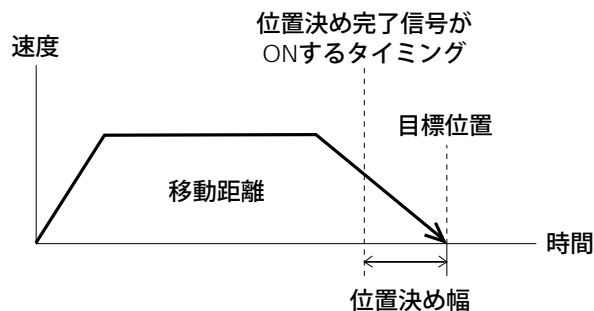 位置決め完了信号が
ONするタイミング
速度
目標位置
移動距離
時間
位置決め幅